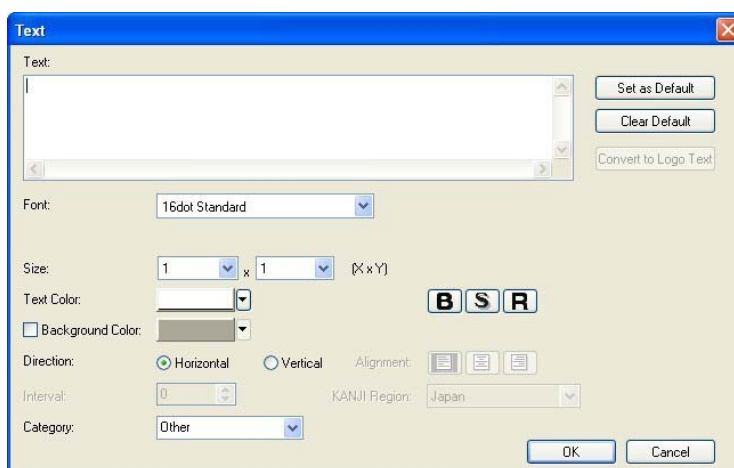 Text
Text:
Set as Default
Clear Default
Convert to Logo Text
Font: 16dot Standard
Size: 1 x 1 (X x Y)
Text Color: B S R
Background Color:
Direction: Horizontal Vertical Alignment:
Interval: 0 KANJI Region: Japan
Category: Other
OK Cancel